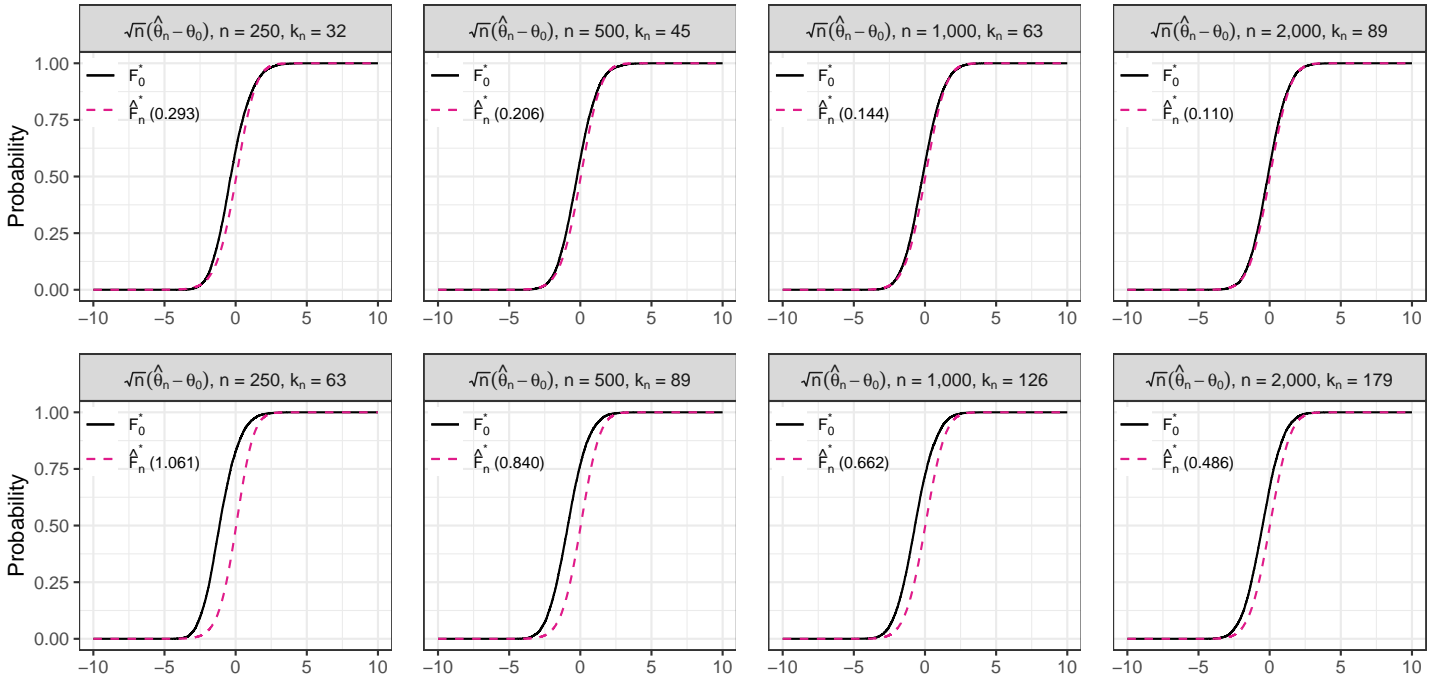 √n(θ̂ₙ − θ₀), n = 250, kₙ = 32
√n(θ̂ₙ − θ₀), n = 500, kₙ = 45
√n(θ̂ₙ − θ₀), n = 1,000, kₙ = 63
√n(θ̂ₙ − θ₀), n = 2,000, kₙ = 89
Probability
1.00
0.75
0.50
0.25
0.00
F₀*
F̂ₙ* (0.293)
F₀*
F̂ₙ* (0.206)
F₀*
F̂ₙ* (0.144)
F₀*
F̂ₙ* (0.110)
−10 −5 0 5 10
−10 −5 0 5 10
−10 −5 0 5 10
−10 −5 0 5 10
√n(θ̂ₙ − θ₀), n = 250, kₙ = 63
√n(θ̂ₙ − θ₀), n = 500, kₙ = 89
√n(θ̂ₙ − θ₀), n = 1,000, kₙ = 126
√n(θ̂ₙ − θ₀), n = 2,000, kₙ = 179
Probability
1.00
0.75
0.50
0.25
0.00
F₀*
F̂ₙ* (1.061)
F₀*
F̂ₙ* (0.840)
F₀*
F̂ₙ* (0.662)
F₀*
F̂ₙ* (0.486)
−10 −5 0 5 10
−10 −5 0 5 10
−10 −5 0 5 10
−10 −5 0 5 10